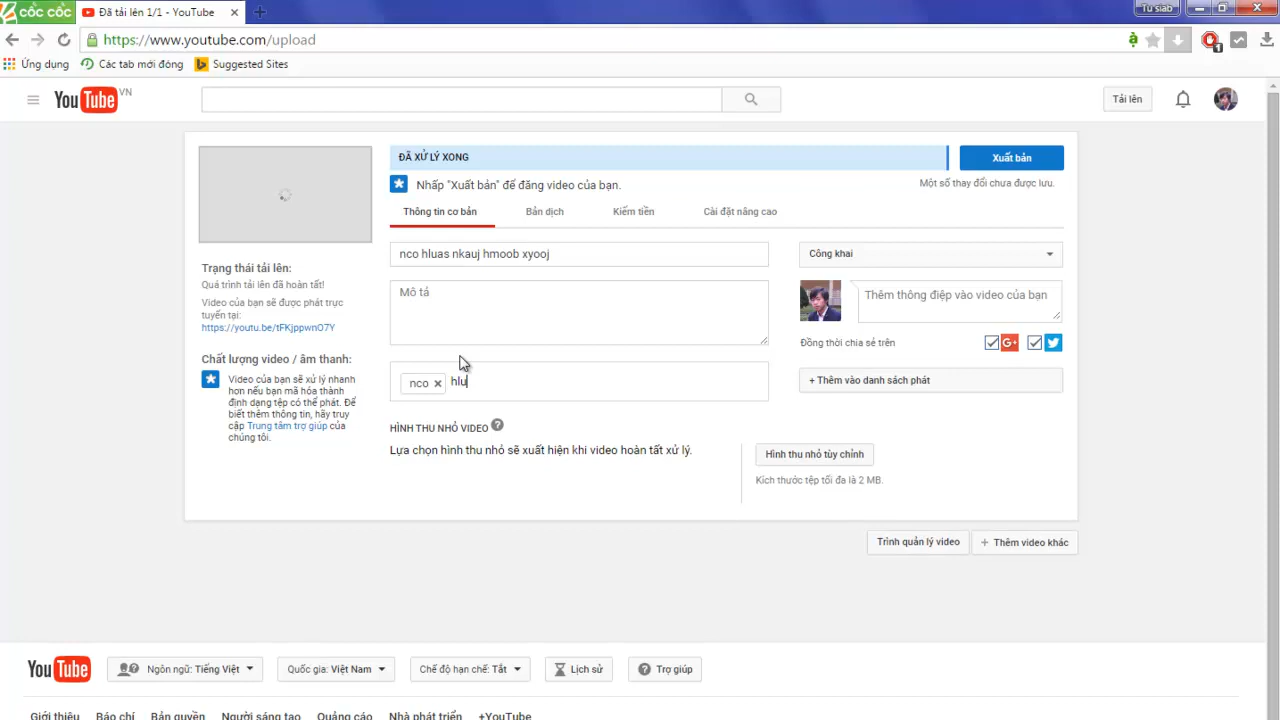 cốc cốc
Đã tải lên 1/1 - YouTube
Tu siab
https://www.youtube.com/upload
Ứng dụng
Các tab mới đóng
Suggested Sites
YouTube VN
Tải lên
ĐÃ XỬ LÝ XONG
Xuất bản
Nhấp "Xuất bản" để đăng video của bạn.
Một số thay đổi chưa được lưu.
Thông tin cơ bản
Bản dịch
Kiếm tiền
Cài đặt nâng cao
nco hluas nkauj hmoob xyooj
Công khai
Trạng thái tải lên:
Quá trình tải lên đã hoàn tất!
Video của bạn sẽ được phát trực
tuyến tại:
https://youtu.be/tFKjppwnO7Y
Mô tả
Thêm thông điệp vào video của bạn
Đồng thời chia sẻ trên
G+
Chất lượng video / âm thanh:
Video của bạn sẽ xử lý nhanh
hơn nếu bạn mã hóa thành
định dạng tệp có thể phát. Để
biết thêm thông tin, hãy truy
cập Trung tâm trợ giúp của
chúng tôi.
nco × hlu
+ Thêm vào danh sách phát
HÌNH THU NHỎ VIDEO ?
Lựa chọn hình thu nhỏ sẽ xuất hiện khi video hoàn tất xử lý.
Hình thu nhỏ tùy chỉnh
Kích thước tệp tối đa là 2 MB.
Trình quản lý video
+ Thêm video khác
YouTube
Ngôn ngữ: Tiếng Việt
Quốc gia: Việt Nam
Chế độ hạn chế: Tắt
Lịch sử
Trợ giúp
Giới thiệu
Báo chí
Bản quyền
Người sáng tạo
Quảng cáo
Nhà phát triển
+YouTube